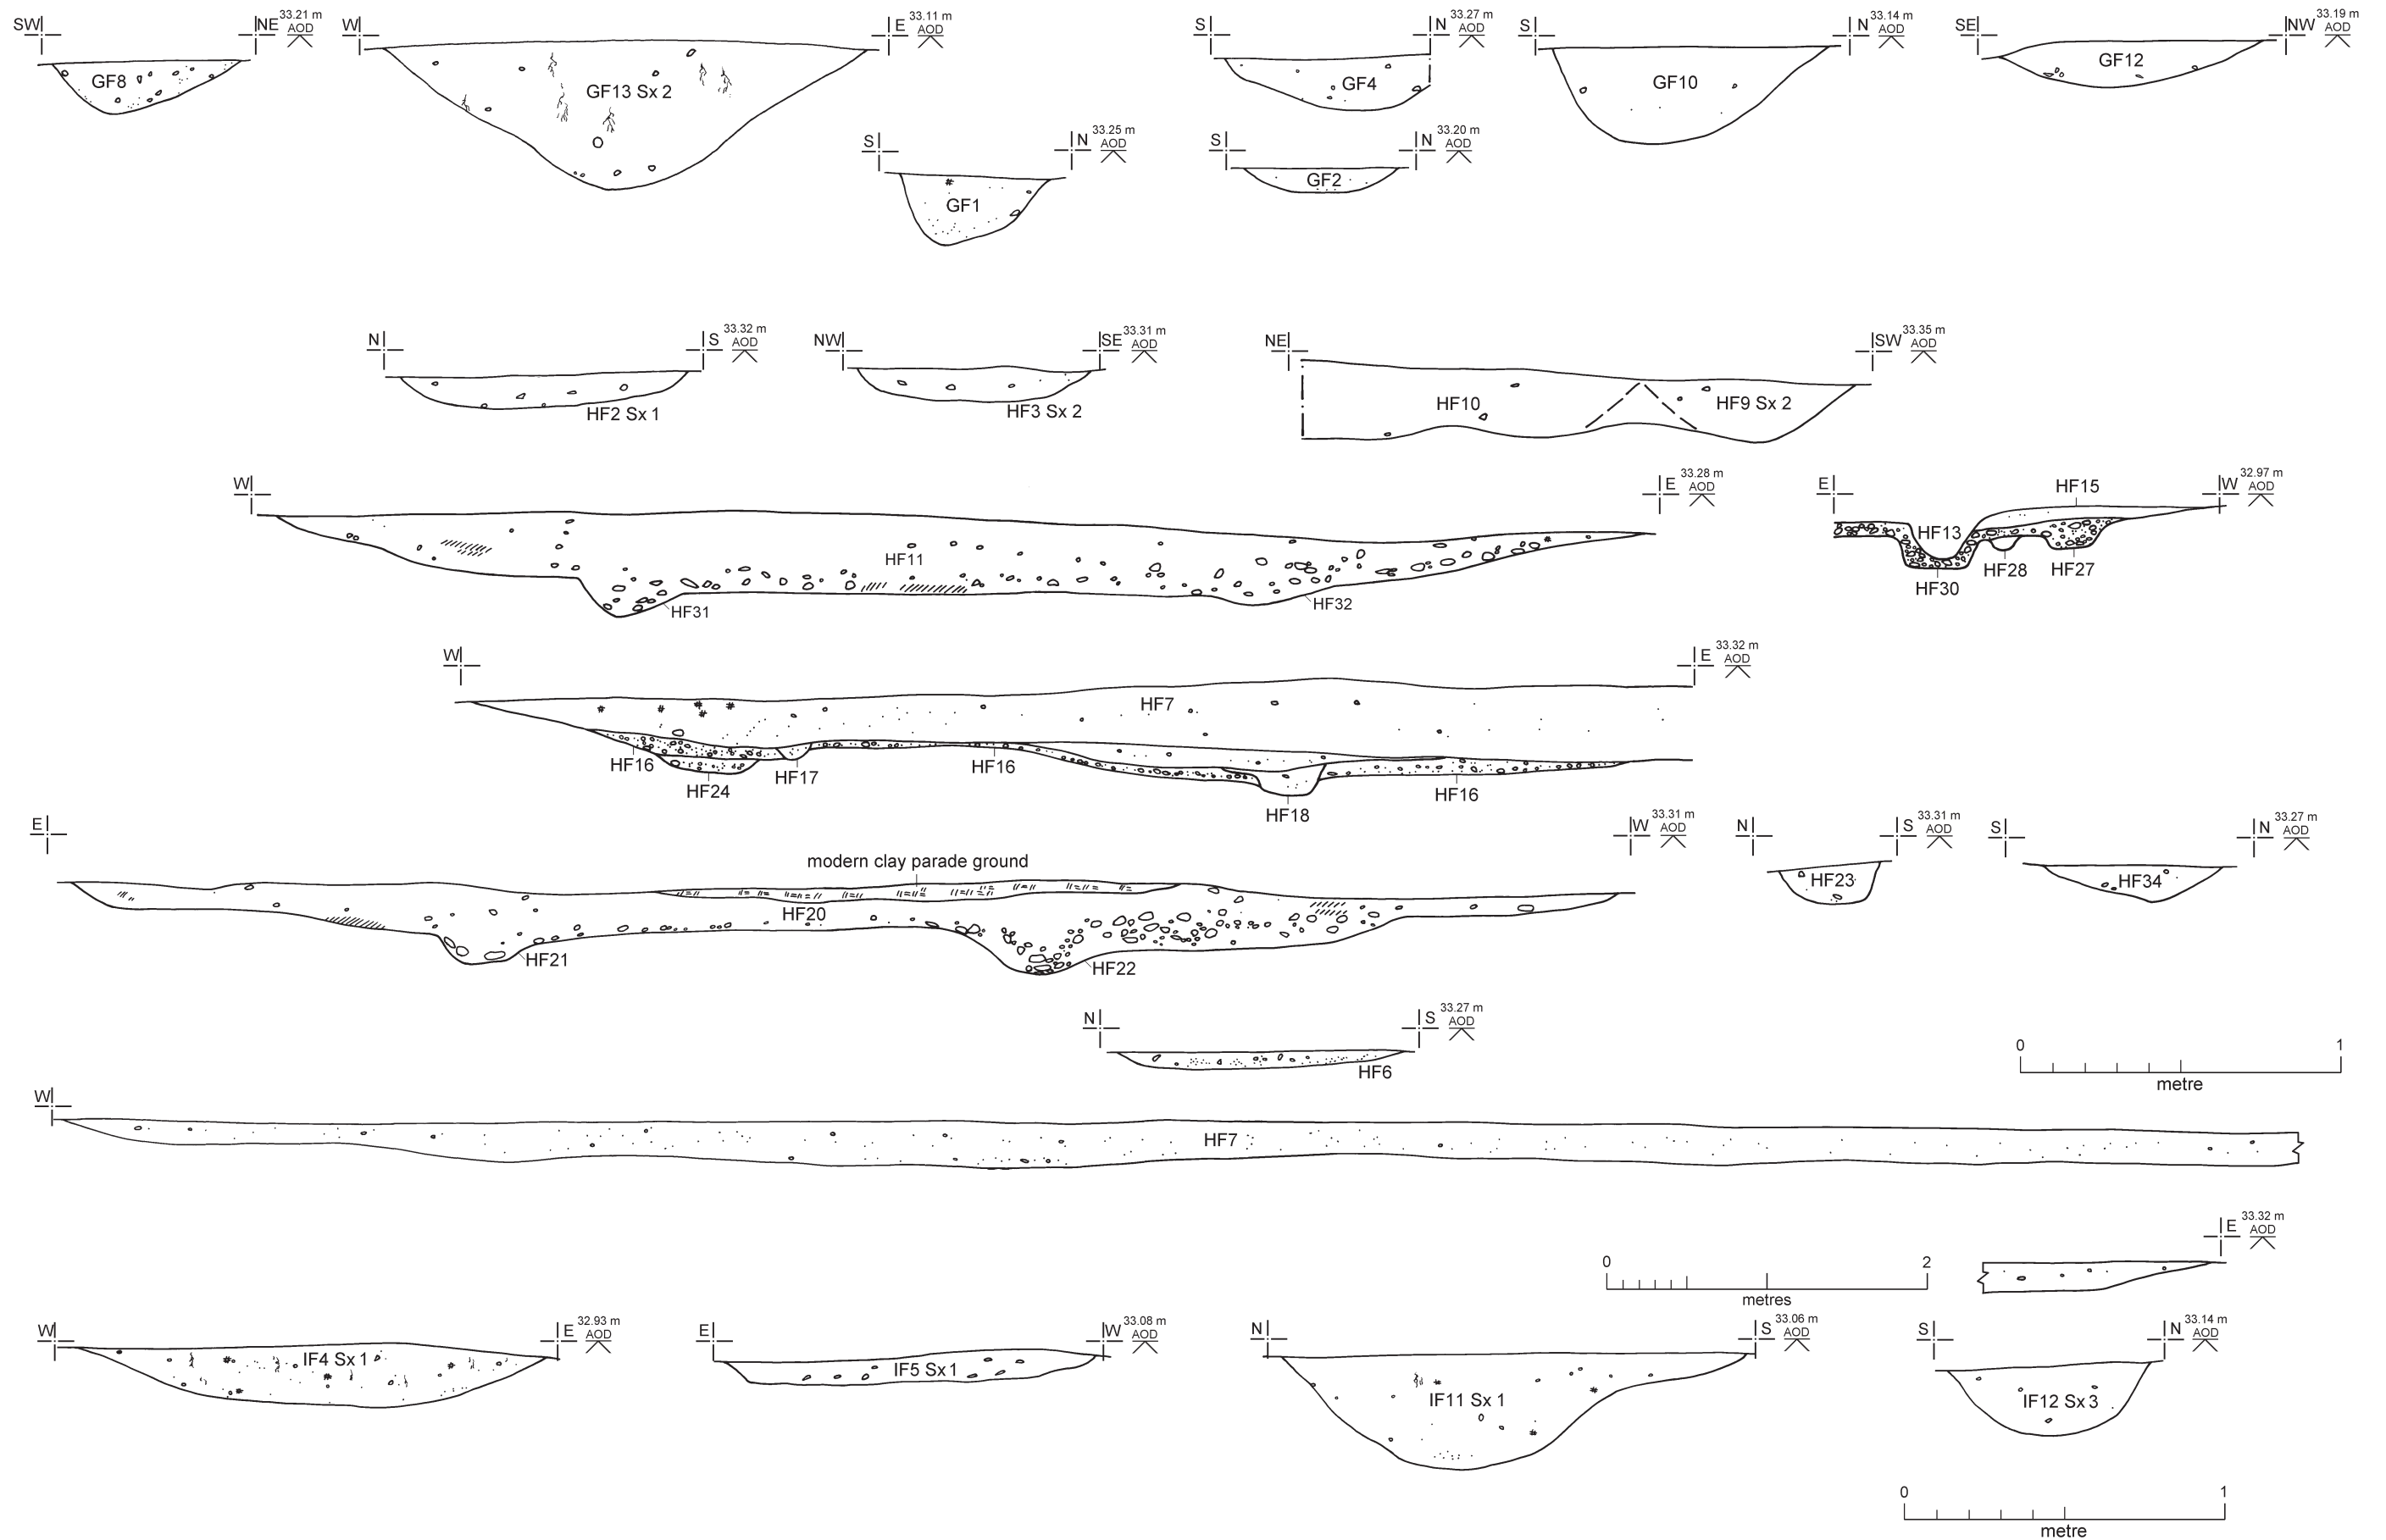 SW NE 33.21 m
AOD
GF8
W E 33.11 m
AOD
GF13 Sx 2
S N 33.27 m
AOD
GF4
S N 33.14 m
AOD
GF10
SE NW 33.19 m
AOD
GF12
S N 33.25 m
AOD
GF1
S N 33.20 m
AOD
GF2
N S 33.32 m
AOD
HF2 Sx 1
NW SE 33.31 m
AOD
HF3 Sx 2
NE SW 33.35 m
AOD
HF10 HF9 Sx 2
W E 33.28 m
AOD
HF11
HF31 HF32
E HF15 W 32.97 m
AOD
HF13
HF30 HF28 HF27
W E 33.32 m
AOD
HF7
HF16 HF17 HF16
HF24 HF18 HF16
E W 33.31 m
AOD
modern clay parade ground
HF20
HF21 HF22
N S 33.31 m
AOD
HF23
S N 33.27 m
AOD
HF34
N S 33.27 m
AOD
HF6
0 1
metre
W
HF7
E 33.32 m
AOD
0 2
metres
W E 32.93 m
AOD
IF4 Sx 1
E W 33.08 m
AOD
IF5 Sx 1
N S 33.06 m
AOD
IF11 Sx 1
S N 33.14 m
AOD
IF12 Sx 3
0 1
metre